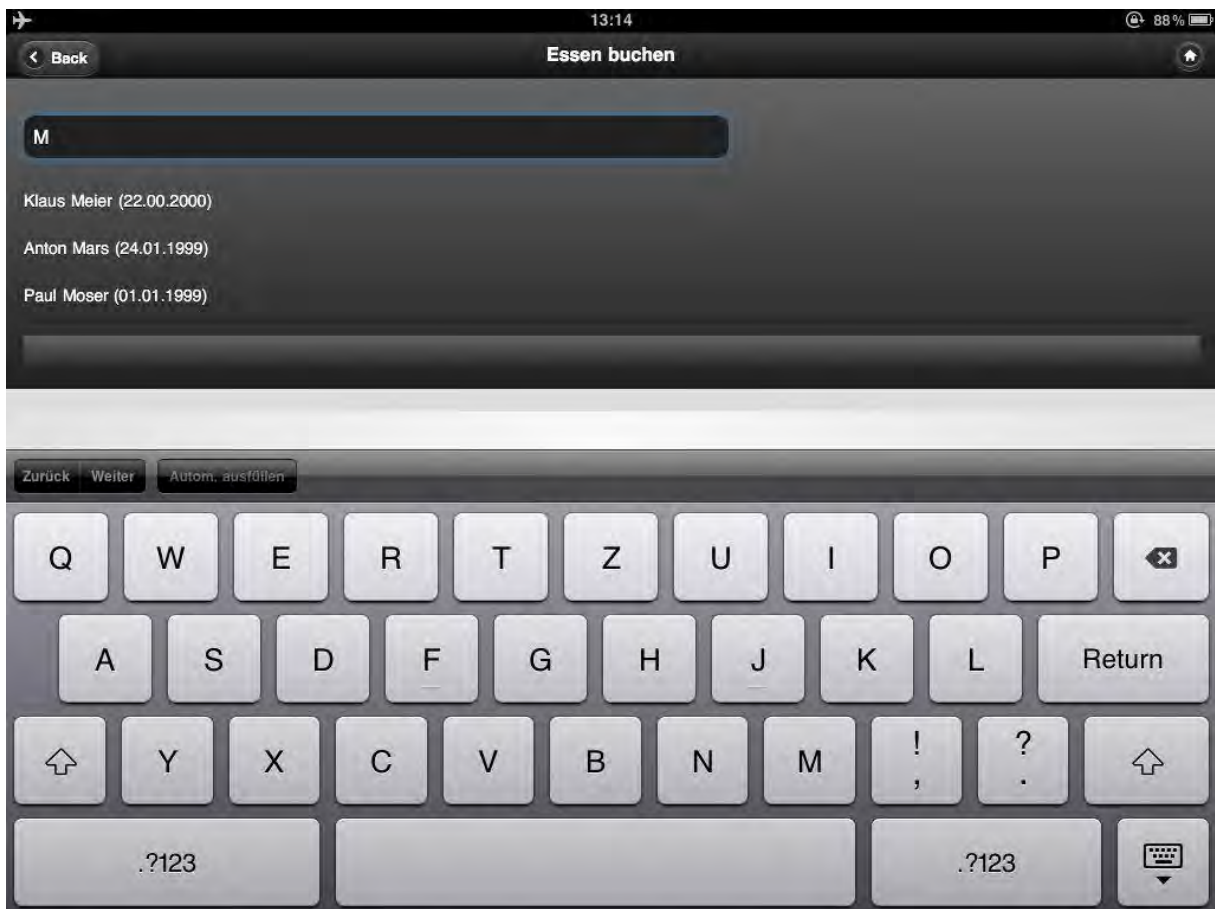 13:14
88%
Back
Essen buchen
M
Klaus Meier (22.00.2000)
Anton Mars (24.01.1999)
Paul Moser (01.01.1999)
Zurück Weiter Autom. ausfüllen
Q W E R T Z U I O P
A S D F G H J K L Return
Y X C V B N M ! , ? .
.?123 .?123